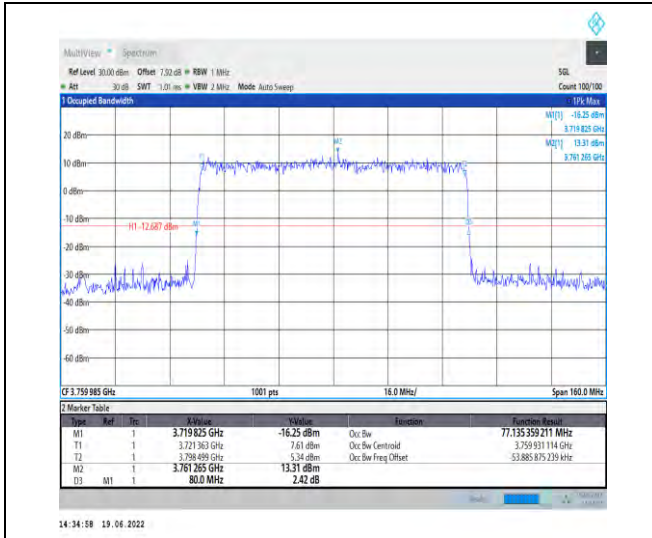 MultiView Spectrum
Ref Level 30.00 dBm Offset 7.92 dB RBW 1 MHz SGL
Att 30 dB SWT 1.01 ms VBW 2 MHz Mode Auto Sweep Count 100/100
1 Occupied Bandwidth 1Pk Max
M1[1] -16.25 dBm
3.719 825 GHz
M2[1] 13.31 dBm
3.761 265 GHz
20 dBm
M2
10 dBm
0 dBm
-10 dBm
H1 -12.687 dBm
M1
D3
-30 dBm
-40 dBm
-50 dBm
-60 dBm
CF 3.759 985 GHz 1001 pts 16.0 MHz/ Span 160.0 MHz
2 Marker Table
Type Ref Trc X-Value Y-Value Function Function Result
M1 1 3.719 825 GHz -16.25 dBm Occ Bw 77.135 359 211 MHz
T1 1 3.721 363 GHz 7.61 dBm Occ Bw Centroid 3.759 931 114 GHz
T2 1 3.798 499 GHz 5.34 dBm Occ Bw Freq Offset -53.885 875 239 kHz
M2 1 3.761 265 GHz 13.31 dBm
D3 M1 1 80.0 MHz 2.42 dB
14:34:58 19.06.2022